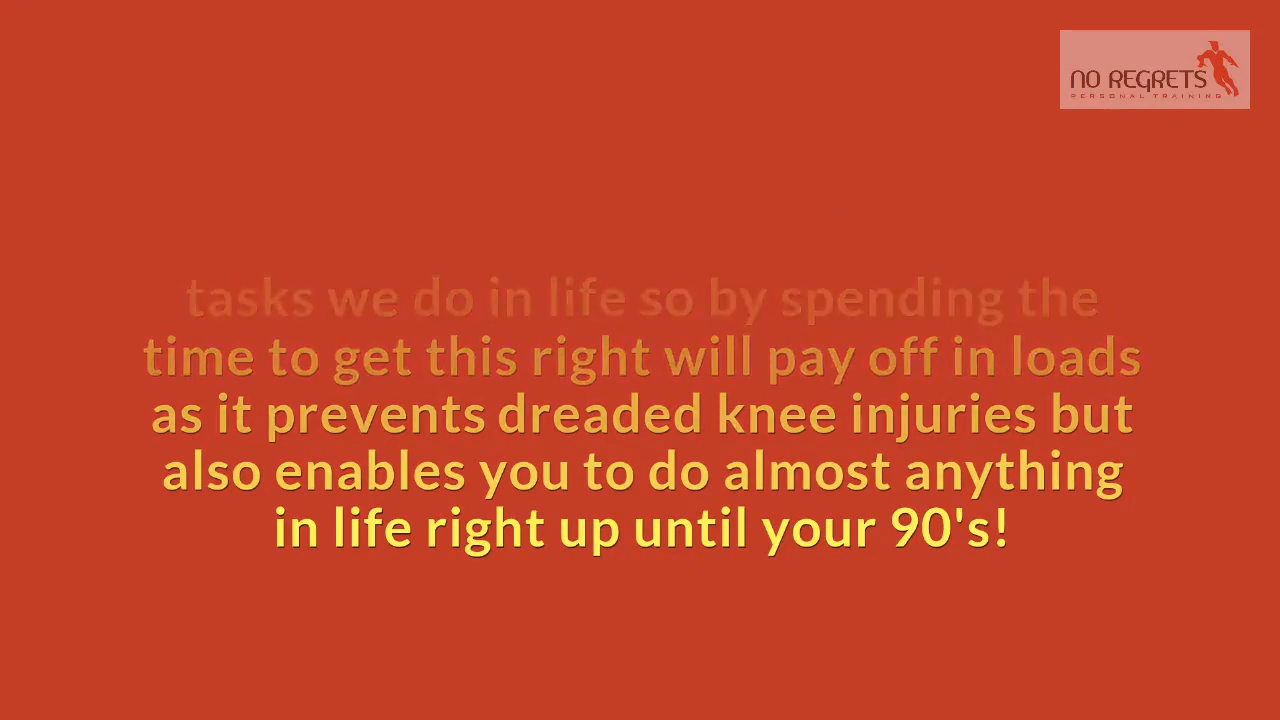 NO REGRETS
PERSONAL TRAINING
tasks we do in life so by spending the
time to get this right will pay off in loads
as it prevents dreaded knee injuries but
also enables you to do almost anything
in life right up until your 90's!